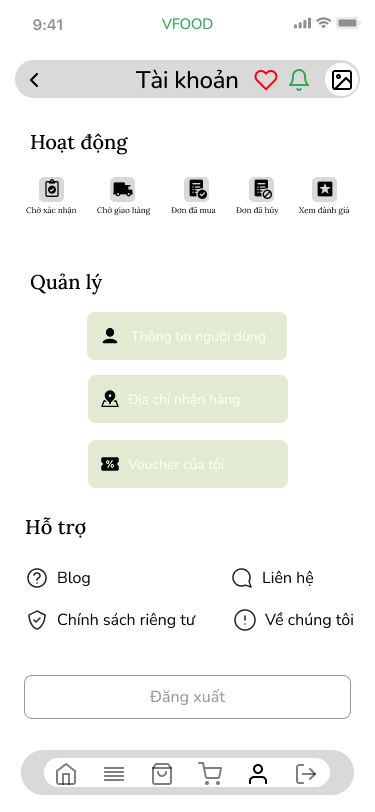 9:41
VFOOD
Tài khoản
Hoạt động
Chờ xác nhận
Chờ giao hàng
Đơn đã mua
Đơn đã hủy
Xem đánh giá
Quản lý
Thông tin người dùng
Địa chỉ nhận hàng
Voucher của tôi
Hỗ trợ
Blog
Liên hệ
Chính sách riêng tư
Về chúng tôi
Đăng xuất